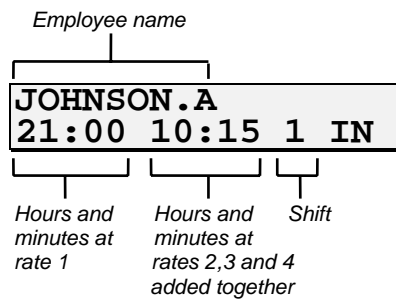 Employee name
JOHNSON.A
21:00 10:15 1 IN
Hours and minutes at rate 1
Hours and minutes at rates 2,3 and 4 added together
Shift